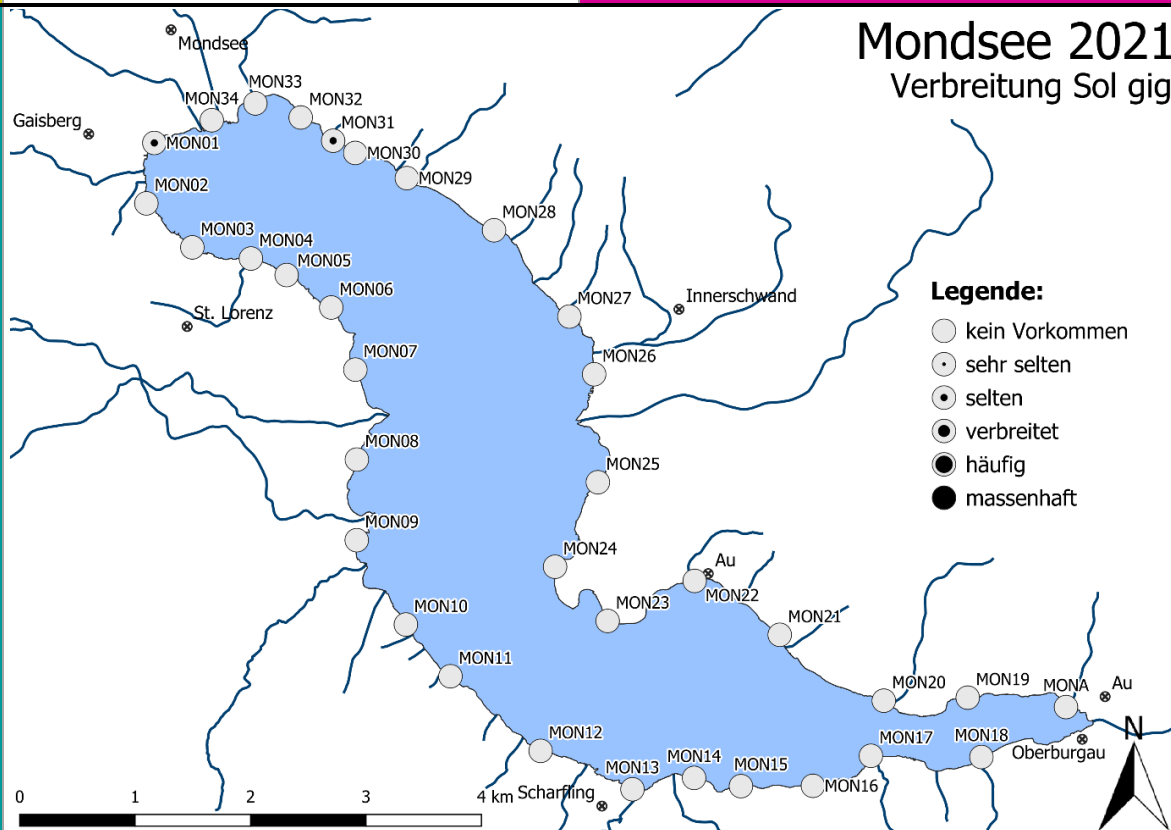 Mondsee 2021
Verbreitung Sol gig
Mondsee
MON33
MON34
MON32
Gaisberg
MON31
MON01
MON30
MON29
MON02
MON28
MON03
MON04
MON05
MON06
MON27
Innerschwand
St. Lorenz
MON07
MON26
Legende:
kein Vorkommen
sehr selten
selten
verbreitet
häufig
massenhaft
MON08
MON25
MON09
MON24
Au
MON22
MON10
MON23
MON21
MON11
MON20
MON19
MONA
Au
N
MON12
MON17
MON18
Oberburgau
MON13
MON14
MON15
MON16
Scharfling
0 1 2 3 4 km